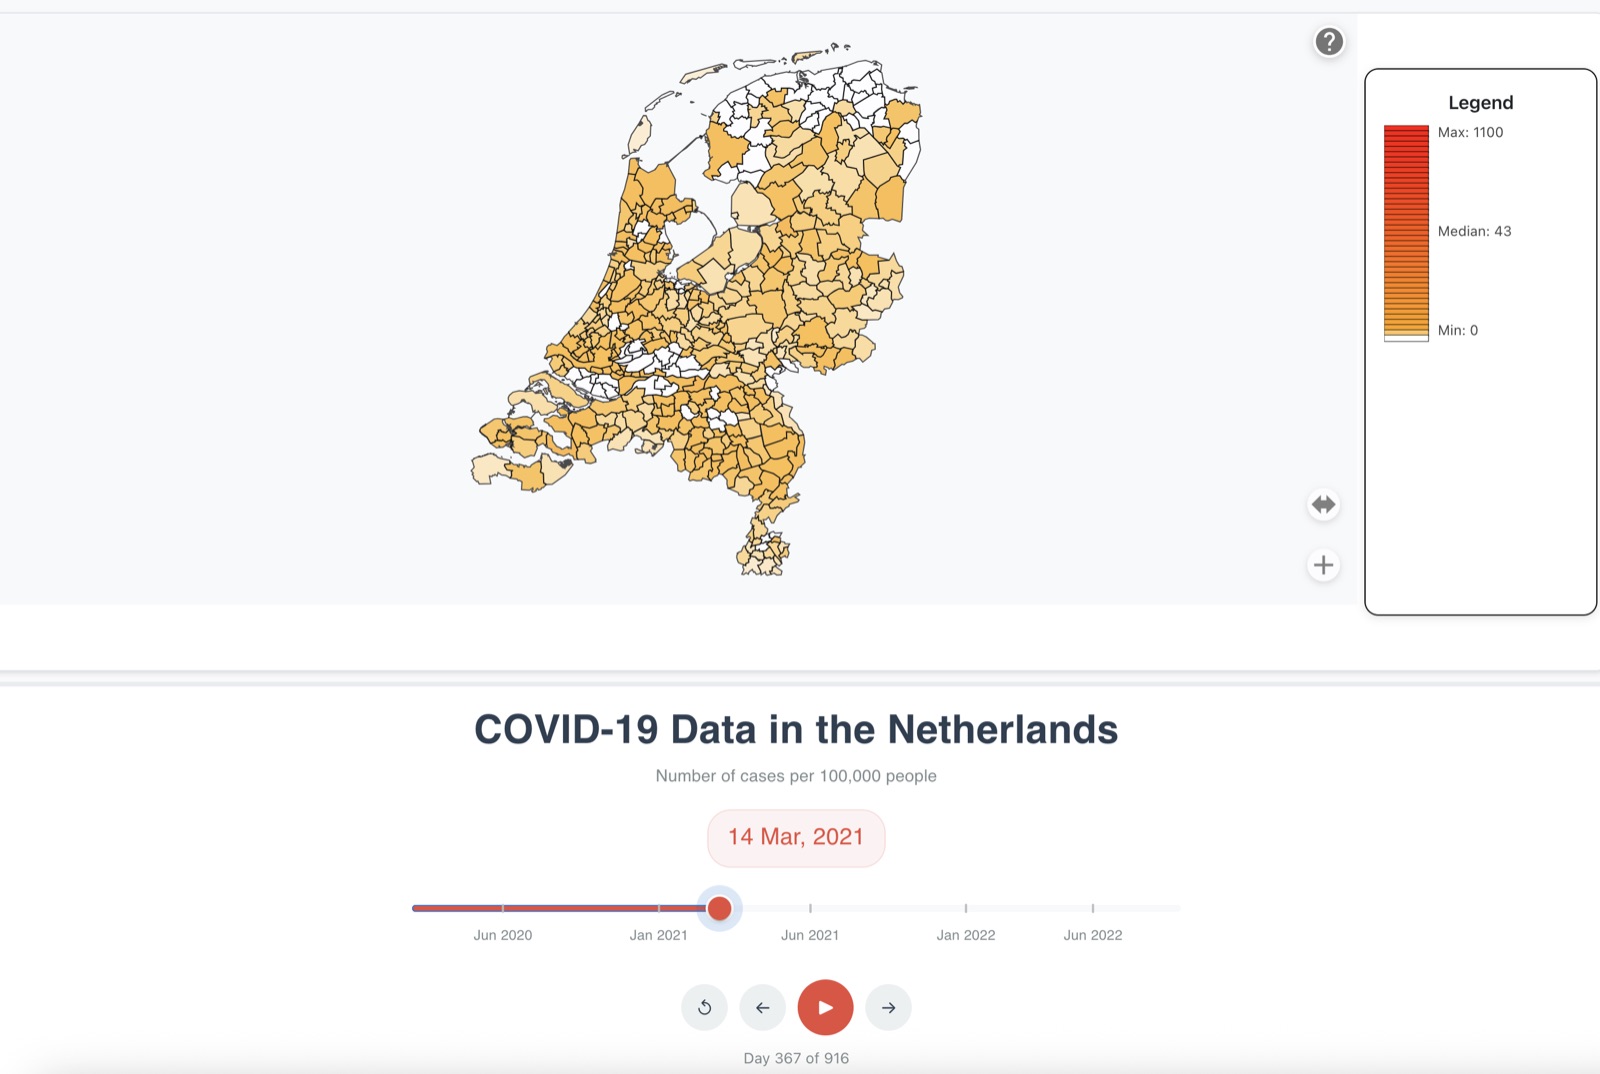 ?
Legend
Max: 1100
Median: 43
Min: 0
COVID-19 Data in the Netherlands
Number of cases per 100,000 people
14 Mar, 2021
Jun 2020
Jan 2021
Jun 2021
Jan 2022
Jun 2022
Day 367 of 916